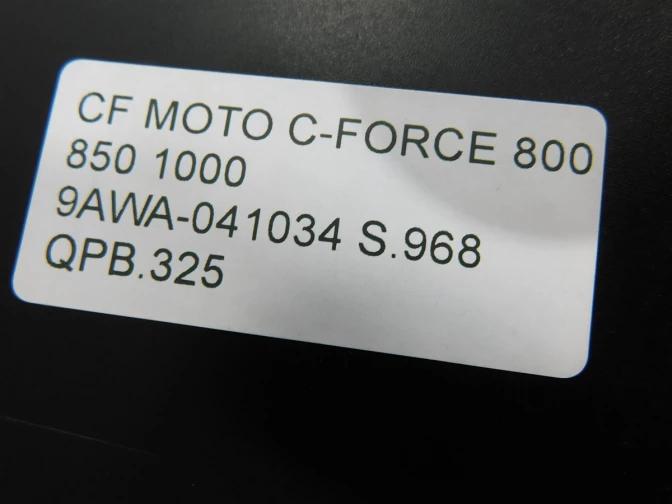 CF MOTO C-FORCE 800
850 1000
9AWA-041034 S.968
QPB.325